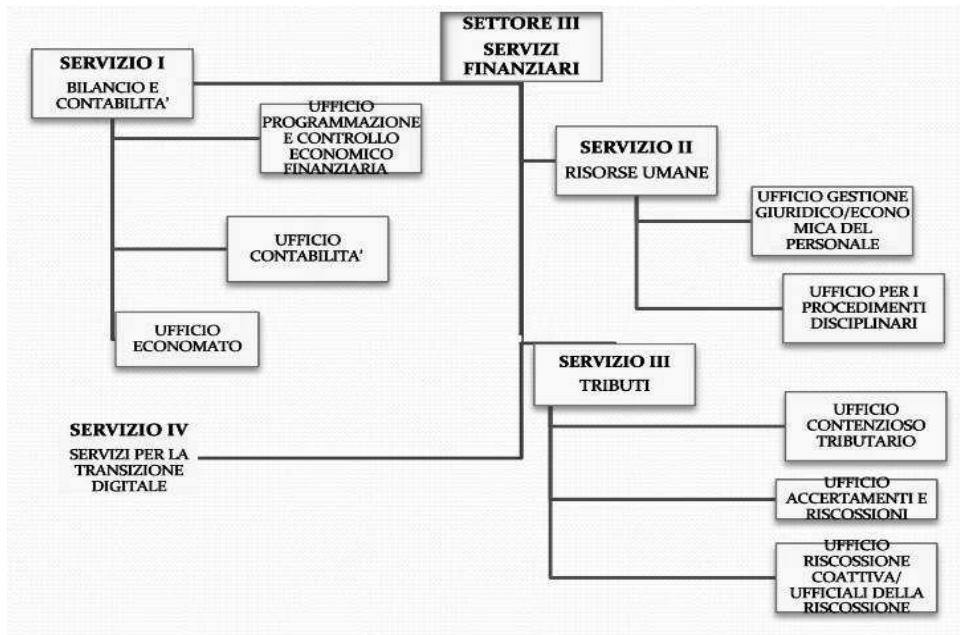 SETTORE III
SERVIZI
FINANZIARI
SERVIZIO I
BILANCIO E
CONTABILITA'
UFFICIO
PROGRAMMAZIONE
E CONTROLLO
ECONOMICO
FINANZIARIA
UFFICIO
CONTABILITA'
UFFICIO
ECONOMATO
SERVIZIO II
RISORSE UMANE
UFFICIO GESTIONE
GIURIDICO/ECONO
MICA DEL
PERSONALE
UFFICIO PER I
PROCEDIMENTI
DISCIPLINARI
SERVIZIO III
TRIBUTI
UFFICIO
CONTENZIOSO
TRIBUTARIO
UFFICIO
ACCERTAMENTI E
RISCOSSIONI
UFFICIO
RISCOSSIONE
COATTIVA/
UFFICIALI DELLA
RISCOSSIONE
SERVIZIO IV
SERVIZI PER LA
TRANSIZIONE
DIGITALE